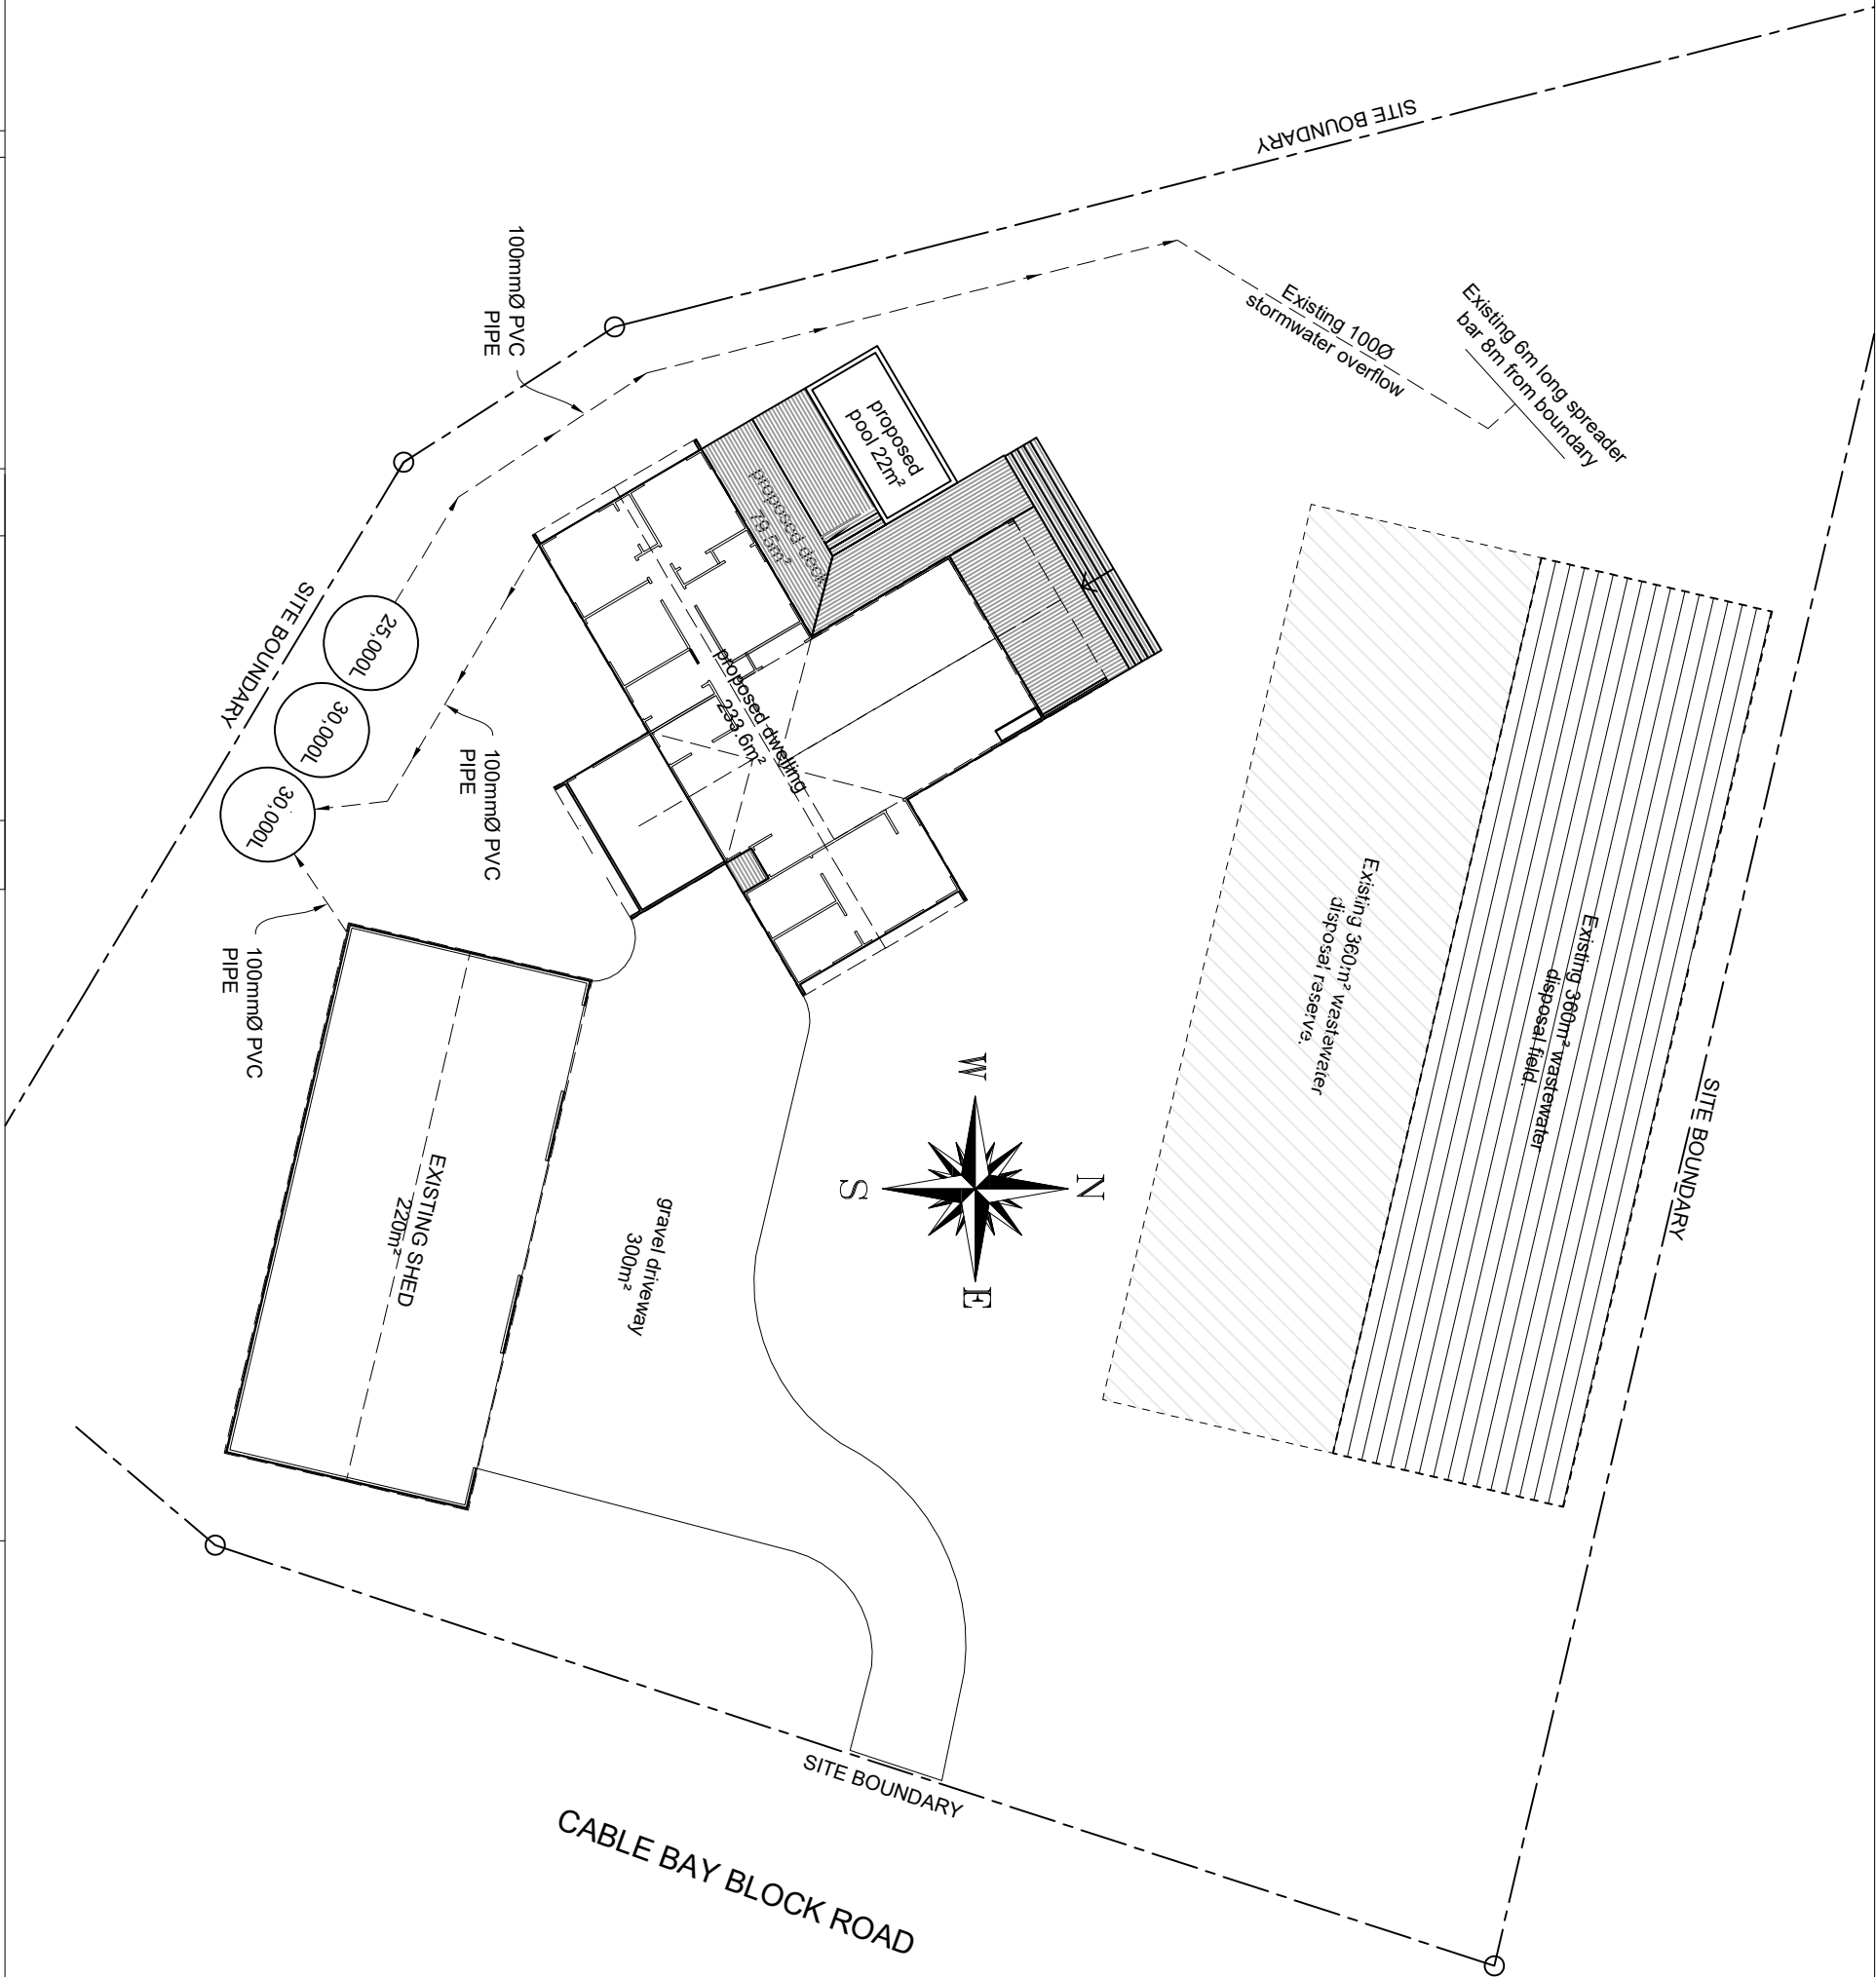 SITE BOUNDARY
Existing 100Ø
stormwater overflow
Existing 6m long spreader
bar 8m from boundary
100mmØ PVC
PIPE
proposed
pool 22m²
proposed deck
79.5m²
proposed dwelling
233.6m²
SITE BOUNDARY
25,000L
30,000L
30,000L
100mmØ PVC
PIPE
100mmØ PVC
PIPE
Existing 360m² wastewater
disposal reserve.
Existing 360m² wastewater
disposal field.
SITE BOUNDARY
W
N
S
E
EXISTING SHED
220m²
gravel driveway
300m²
SITE BOUNDARY
CABLE BAY BLOCK ROAD